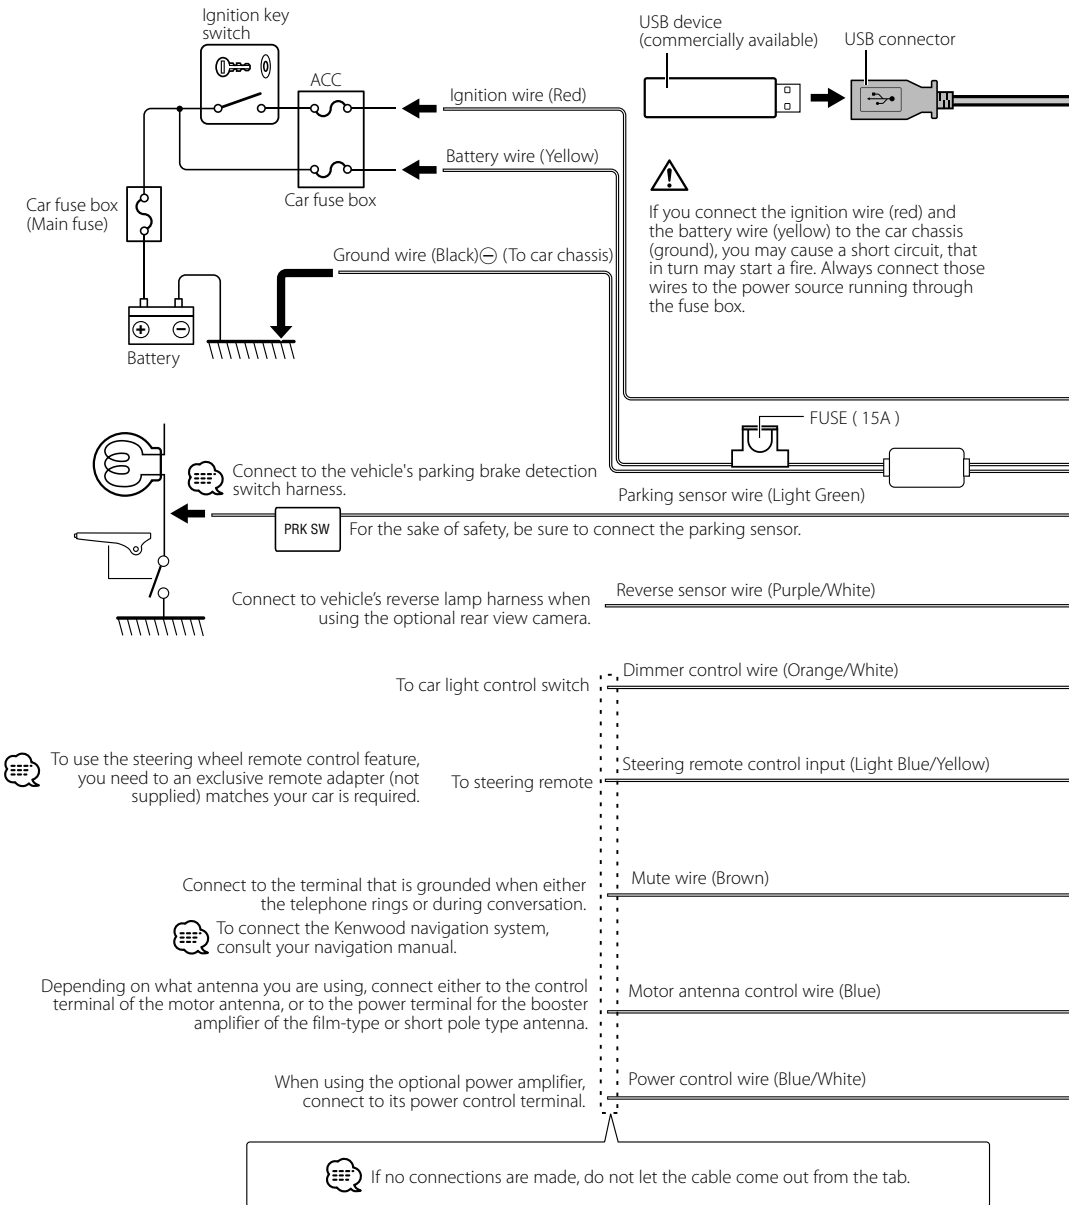 Ignition key
switch
ACC
Ignition wire (Red)
Battery wire (Yellow)
Car fuse box
Car fuse box
(Main fuse)
Ground wire (Black)⊖ (To car chassis)
+
−
Battery
USB device
(commercially available)
USB connector
If you connect the ignition wire (red) and
the battery wire (yellow) to the car chassis
(ground), you may cause a short circuit, that
in turn may start a fire. Always connect those
wires to the power source running through
the fuse box.
FUSE ( 15A )
Connect to the vehicle's parking brake detection
switch harness.
Parking sensor wire (Light Green)
PRK SW
For the sake of safety, be sure to connect the parking sensor.
Reverse sensor wire (Purple/White)
Connect to vehicle’s reverse lamp harness when
using the optional rear view camera.
Dimmer control wire (Orange/White)
To car light control switch
To use the steering wheel remote control feature,
you need to an exclusive remote adapter (not
supplied) matches your car is required.
Steering remote control input (Light Blue/Yellow)
To steering remote
Mute wire (Brown)
Connect to the terminal that is grounded when either
the telephone rings or during conversation.
To connect the Kenwood navigation system,
consult your navigation manual.
Depending on what antenna you are using, connect either to the control
terminal of the motor antenna, or to the power terminal for the booster
amplifier of the film-type or short pole type antenna.
Motor antenna control wire (Blue)
When using the optional power amplifier,
connect to its power control terminal.
Power control wire (Blue/White)
If no connections are made, do not let the cable come out from the tab.